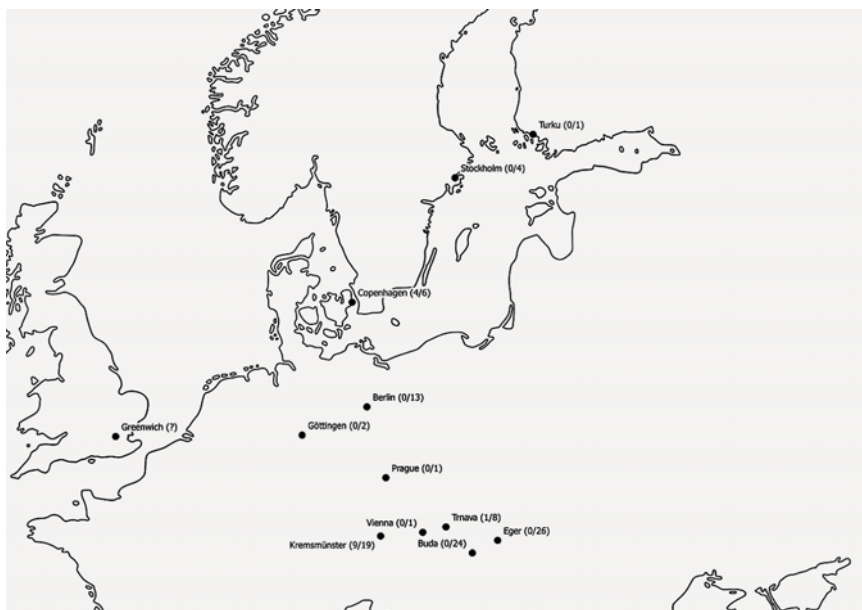 Turku (0/1)
Stockholm (0/4)
Copenhagen (4/6)
Berlin (0/13)
Greenwich (?)
Göttingen (0/2)
Prague (0/1)
Vienna (0/1)
Trnava (1/8)
Kremsmünster (9/19)
Buda (0/24)
Eger (0/26)